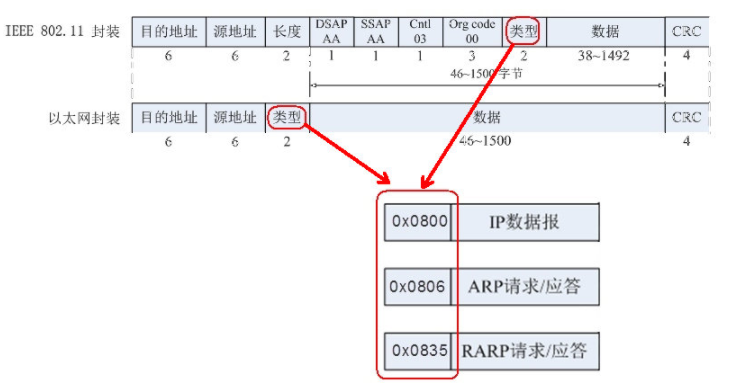 IEEE 802.11 封装 目的地址 源地址 长度 DSAP AA SSAP AA Cntl 03 Org code 00 类型 数据 CRC
6 6 2 1 1 1 3 2 38~1492 4
46~1500字节
以太网封装 目的地址 源地址 类型 数据 CRC
6 6 2 46~1500 4
0x0800 IP数据报
0x0806 ARP请求/应答
0x0835 RARP请求/应答